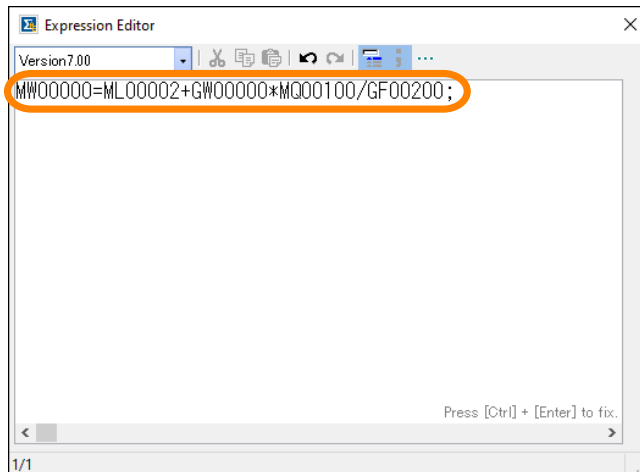 Expression Editor
Version7.00
MW00000=ML00002+GW00000*MQ00100/GF00200;
Press [Ctrl] + [Enter] to fix.
1/1